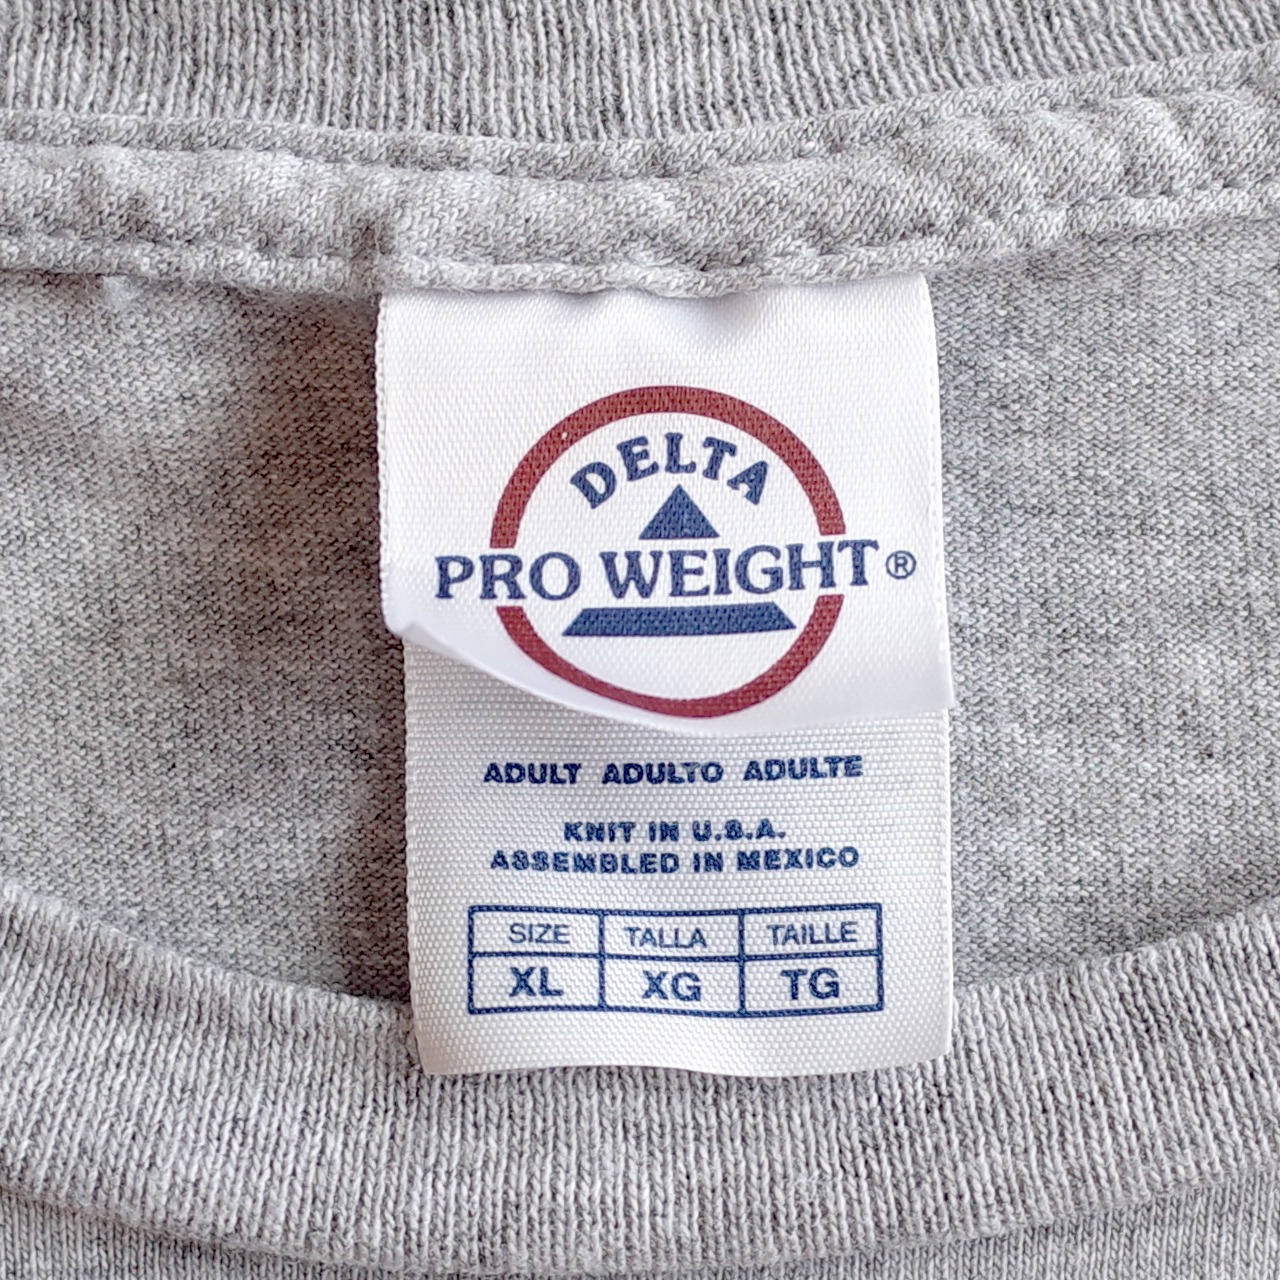 DELTA
PRO WEIGHT®
ADULT ADULTO ADULTE
KNIT IN U.S.A.
ASSEMBLED IN MEXICO
SIZE TALLA TAILLE
XL XG TG